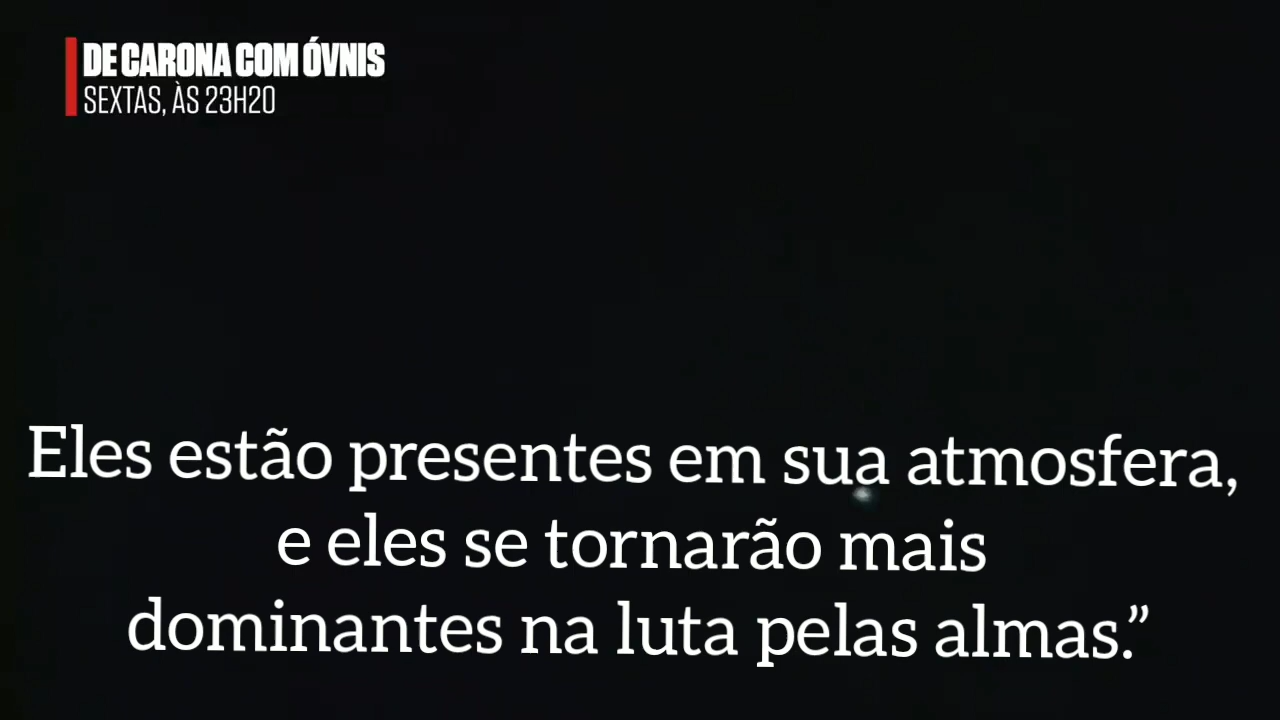 DE CARONA COM ÓVNIS
SEXTAS, ÀS 23H20
Eles estão presentes em sua atmosfera,
e eles se tornarão mais
dominantes na luta pelas almas.”